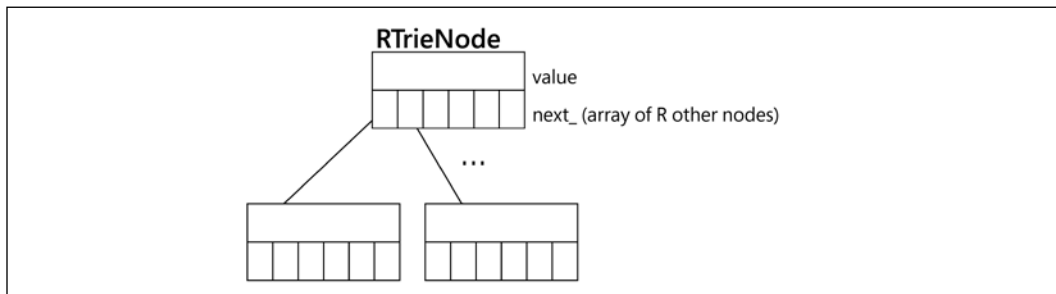 RTrieNode
value
next_ (array of R other nodes)
...